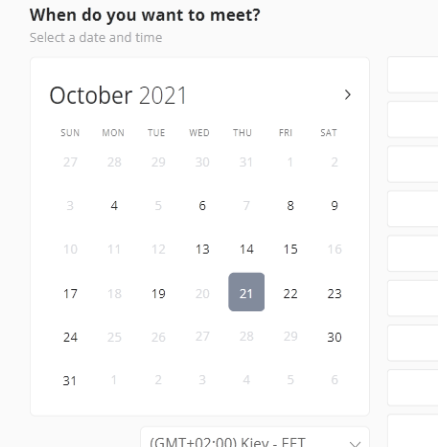 When do you want to meet?
Select a date and time
October 2021
SUN MON TUE WED THU FRI SAT
27 28 29 30 31 1 2
3 4 5 6 7 8 9
10 11 12 13 14 15 16
17 18 19 20 21 22 23
24 25 26 27 28 29 30
31 1 2 3 4 5 6
(GMT+02:00) Kiev - EET